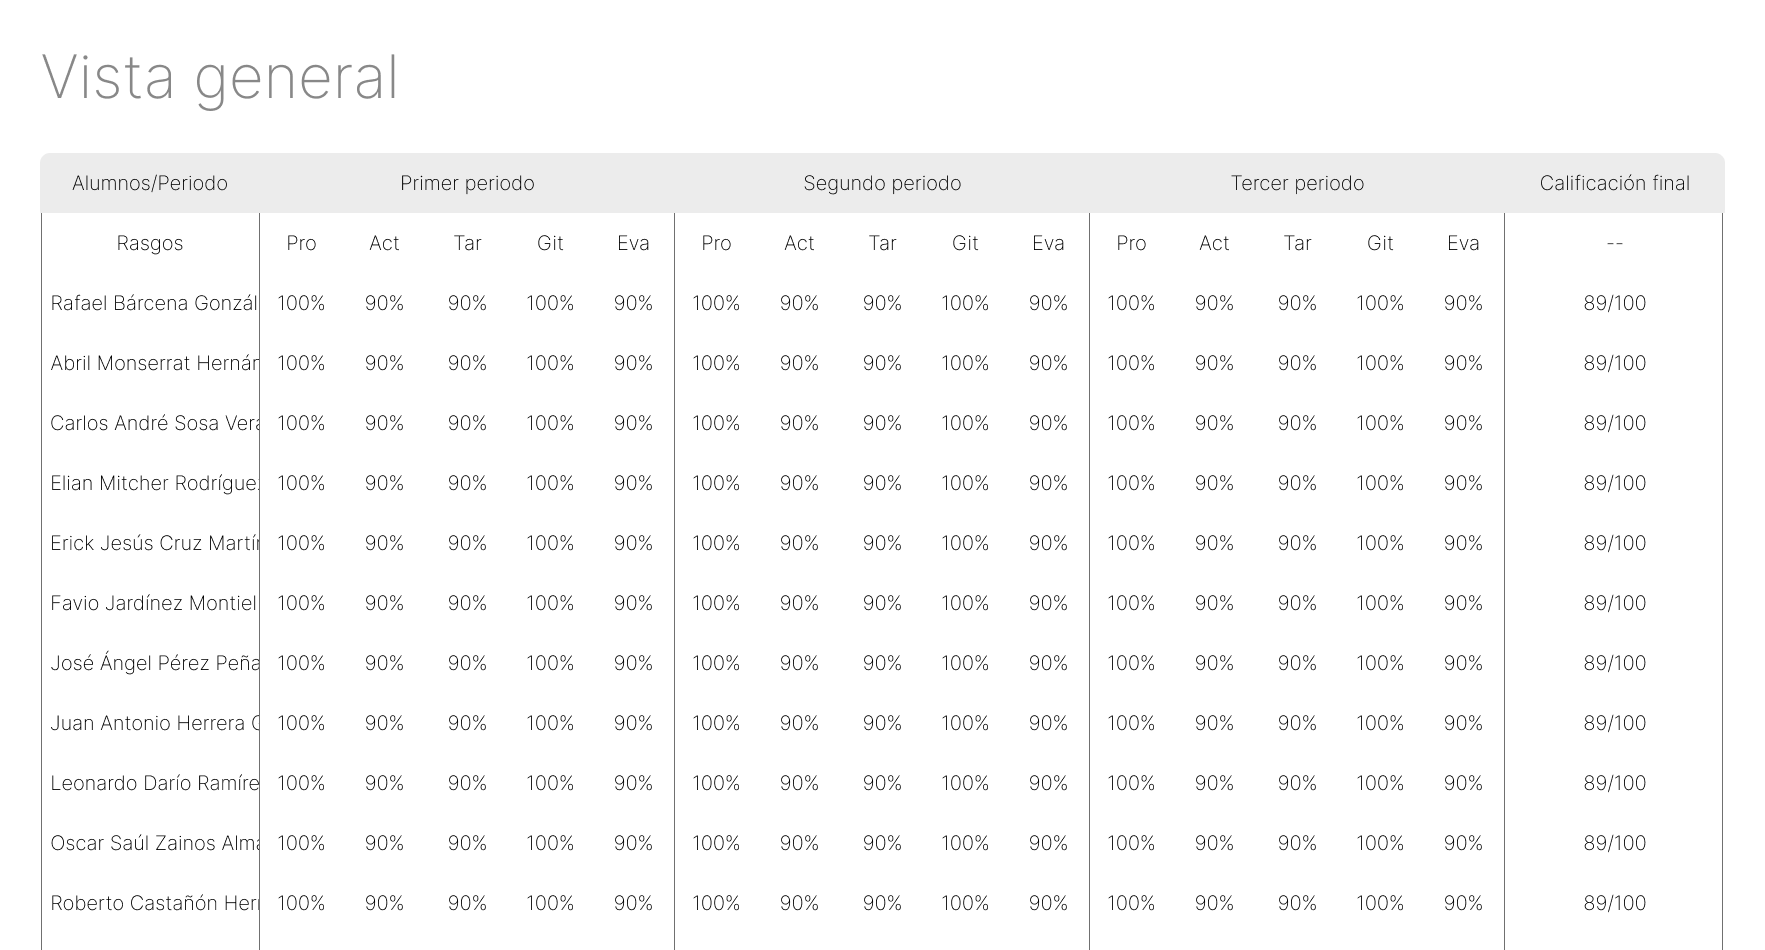 Vista general
Alumnos/Periodo Primer periodo Segundo periodo Tercer periodo Calificación final
Rasgos Pro Act Tar Git Eva Pro Act Tar Git Eva Pro Act Tar Git Eva --
Rafael Bárcena Gonzál 100% 90% 90% 100% 90% 100% 90% 90% 100% 90% 100% 90% 90% 100% 90% 89/100
Abril Monserrat Hernán 100% 90% 90% 100% 90% 100% 90% 90% 100% 90% 100% 90% 90% 100% 90% 89/100
Carlos André Sosa Vera 100% 90% 90% 100% 90% 100% 90% 90% 100% 90% 100% 90% 90% 100% 90% 89/100
Elian Mitcher Rodríguez 100% 90% 90% 100% 90% 100% 90% 90% 100% 90% 100% 90% 90% 100% 90% 89/100
Erick Jesús Cruz Martín 100% 90% 90% 100% 90% 100% 90% 90% 100% 90% 100% 90% 90% 100% 90% 89/100
Favio Jardínez Montiel 100% 90% 90% 100% 90% 100% 90% 90% 100% 90% 100% 90% 90% 100% 90% 89/100
José Ángel Pérez Peña 100% 90% 90% 100% 90% 100% 90% 90% 100% 90% 100% 90% 90% 100% 90% 89/100
Juan Antonio Herrera 100% 90% 90% 100% 90% 100% 90% 90% 100% 90% 100% 90% 90% 100% 90% 89/100
Leonardo Darío Ramíre 100% 90% 90% 100% 90% 100% 90% 90% 100% 90% 100% 90% 90% 100% 90% 89/100
Oscar Saúl Zainos Alma 100% 90% 90% 100% 90% 100% 90% 90% 100% 90% 100% 90% 90% 100% 90% 89/100
Roberto Castañón Her 100% 90% 90% 100% 90% 100% 90% 90% 100% 90% 100% 90% 90% 100% 90% 89/100